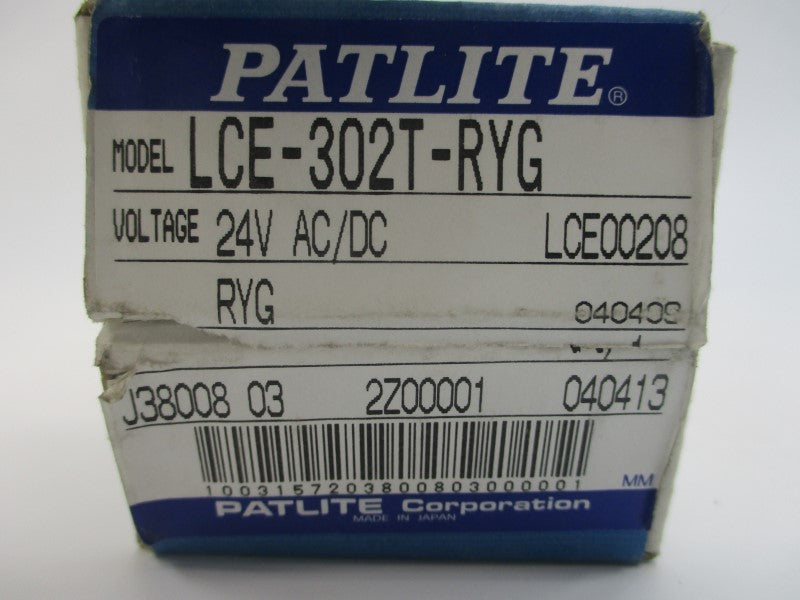 PATLITE®
MODEL LCE-302T-RYG
VOLTAGE 24V AC/DC LCE00208
RYG
J38008 03 2Z00001 040413
10031572038008030000001
MM
PATLITE Corporation
MADE IN JAPAN